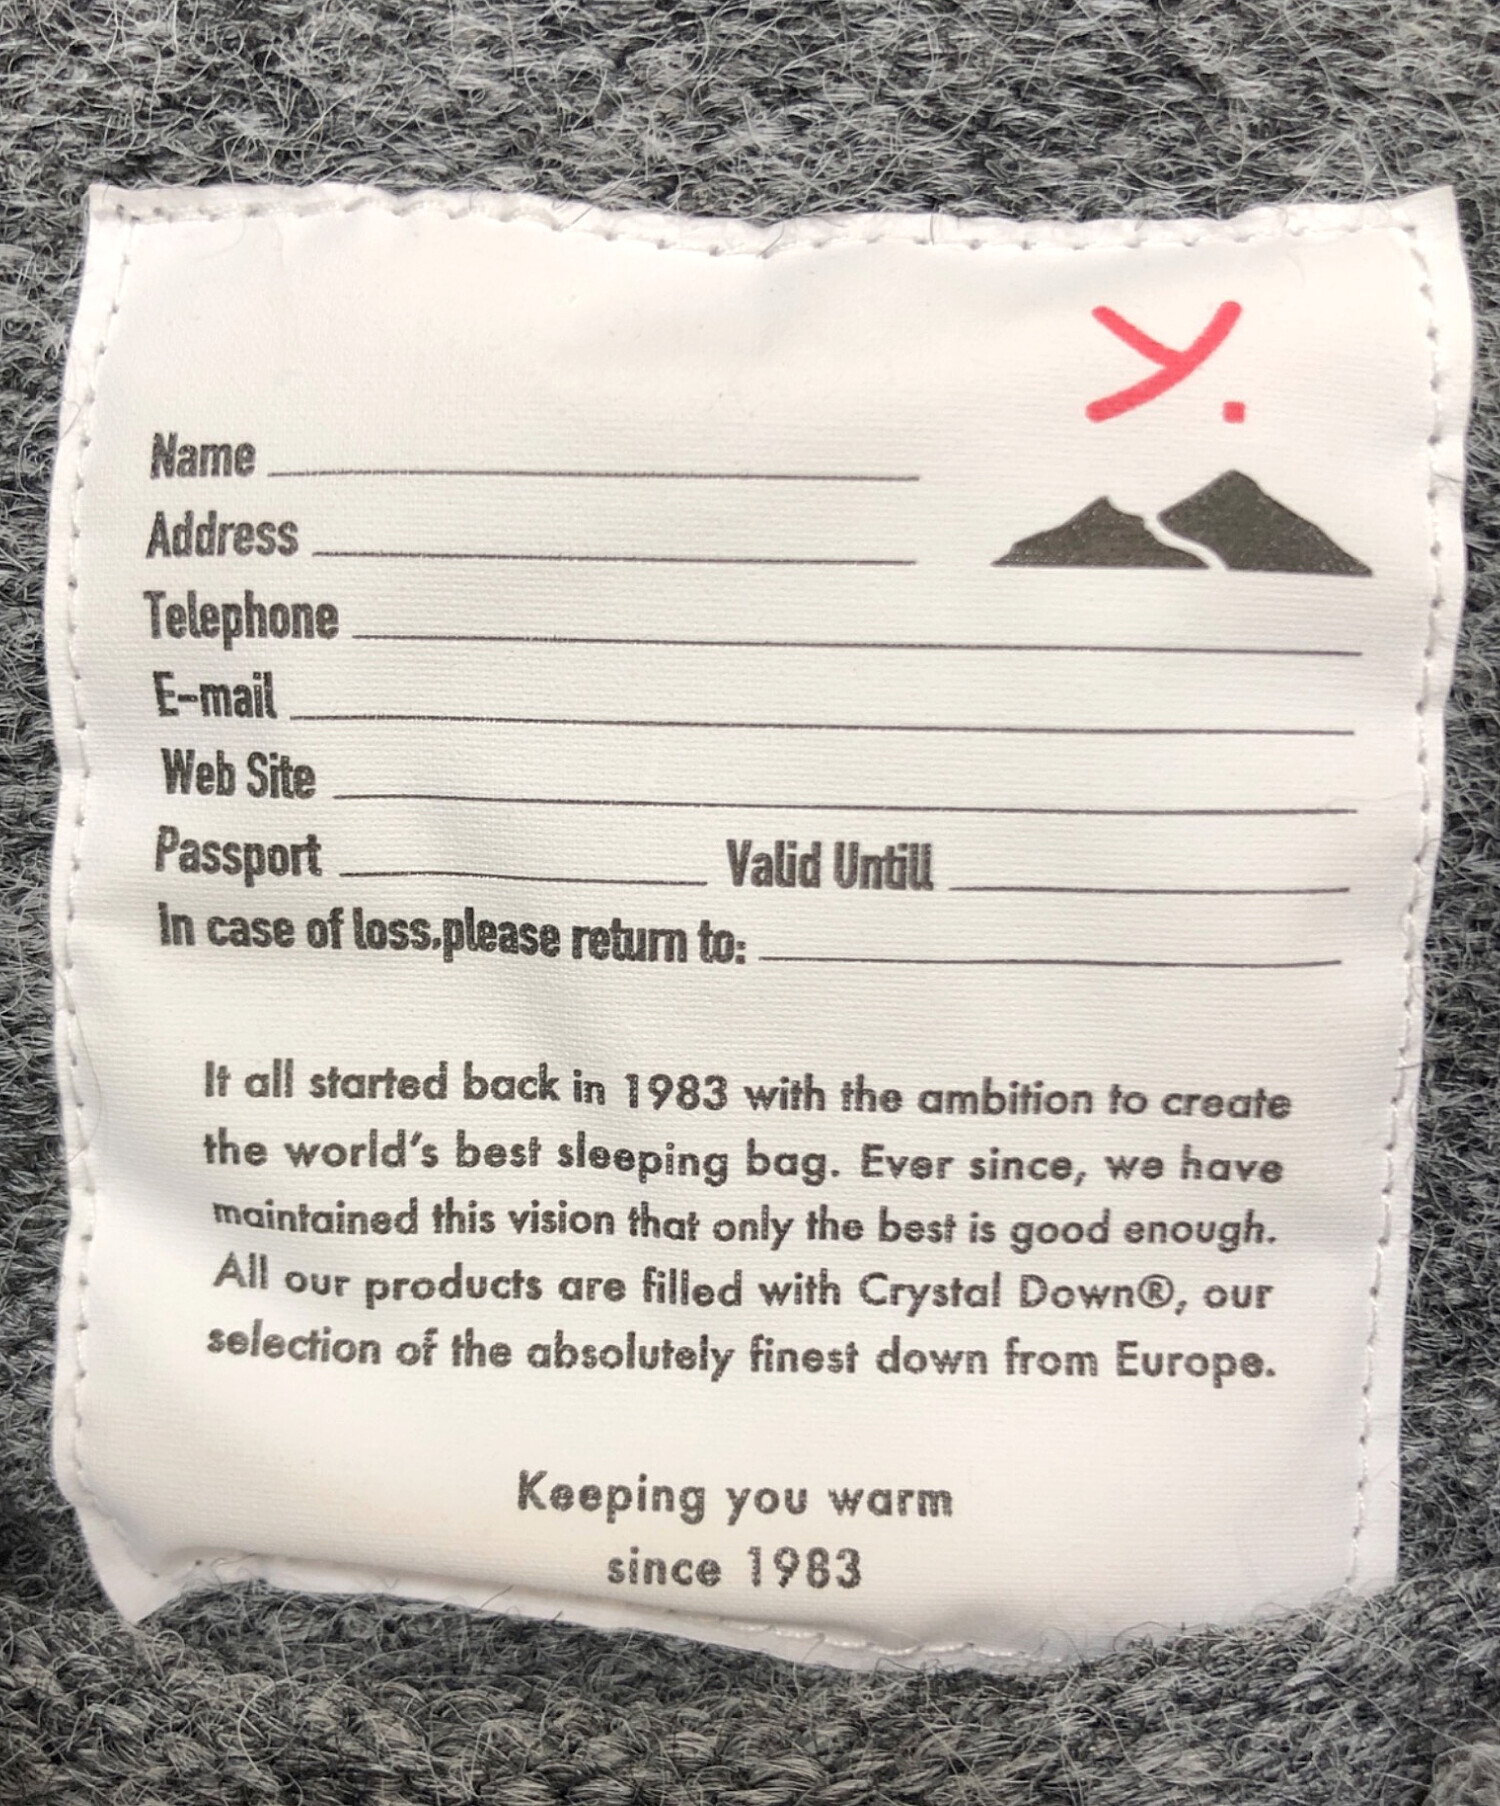 y.
Name
Address
Telephone
E-mail
Web Site
Passport Valid Untill
In case of loss,please return to:
It all started back in 1983 with the ambition to create
the world's best sleeping bag. Ever since, we have
maintained this vision that only the best is good enough.
All our products are filled with Crystal Down®, our
selection of the absolutely finest down from Europe.
Keeping you warm
since 1983